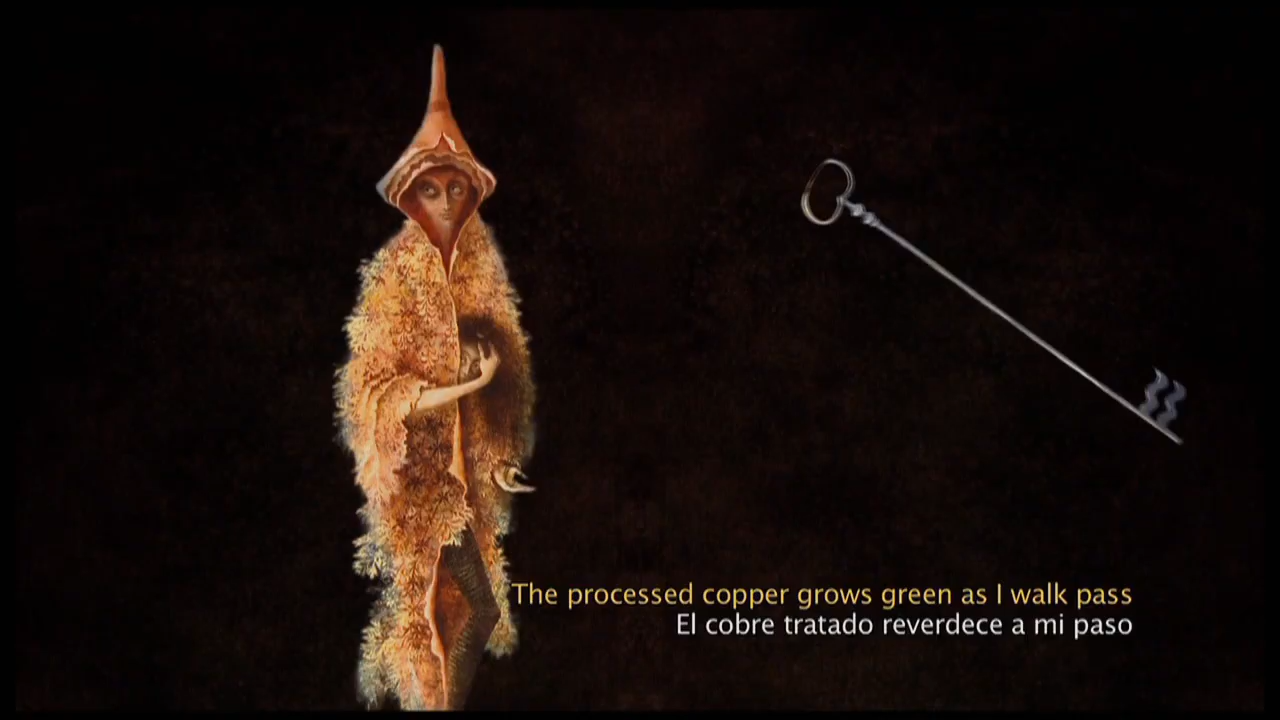 The processed copper grows green as I walk pass
El cobre tratado reverdece a mi paso